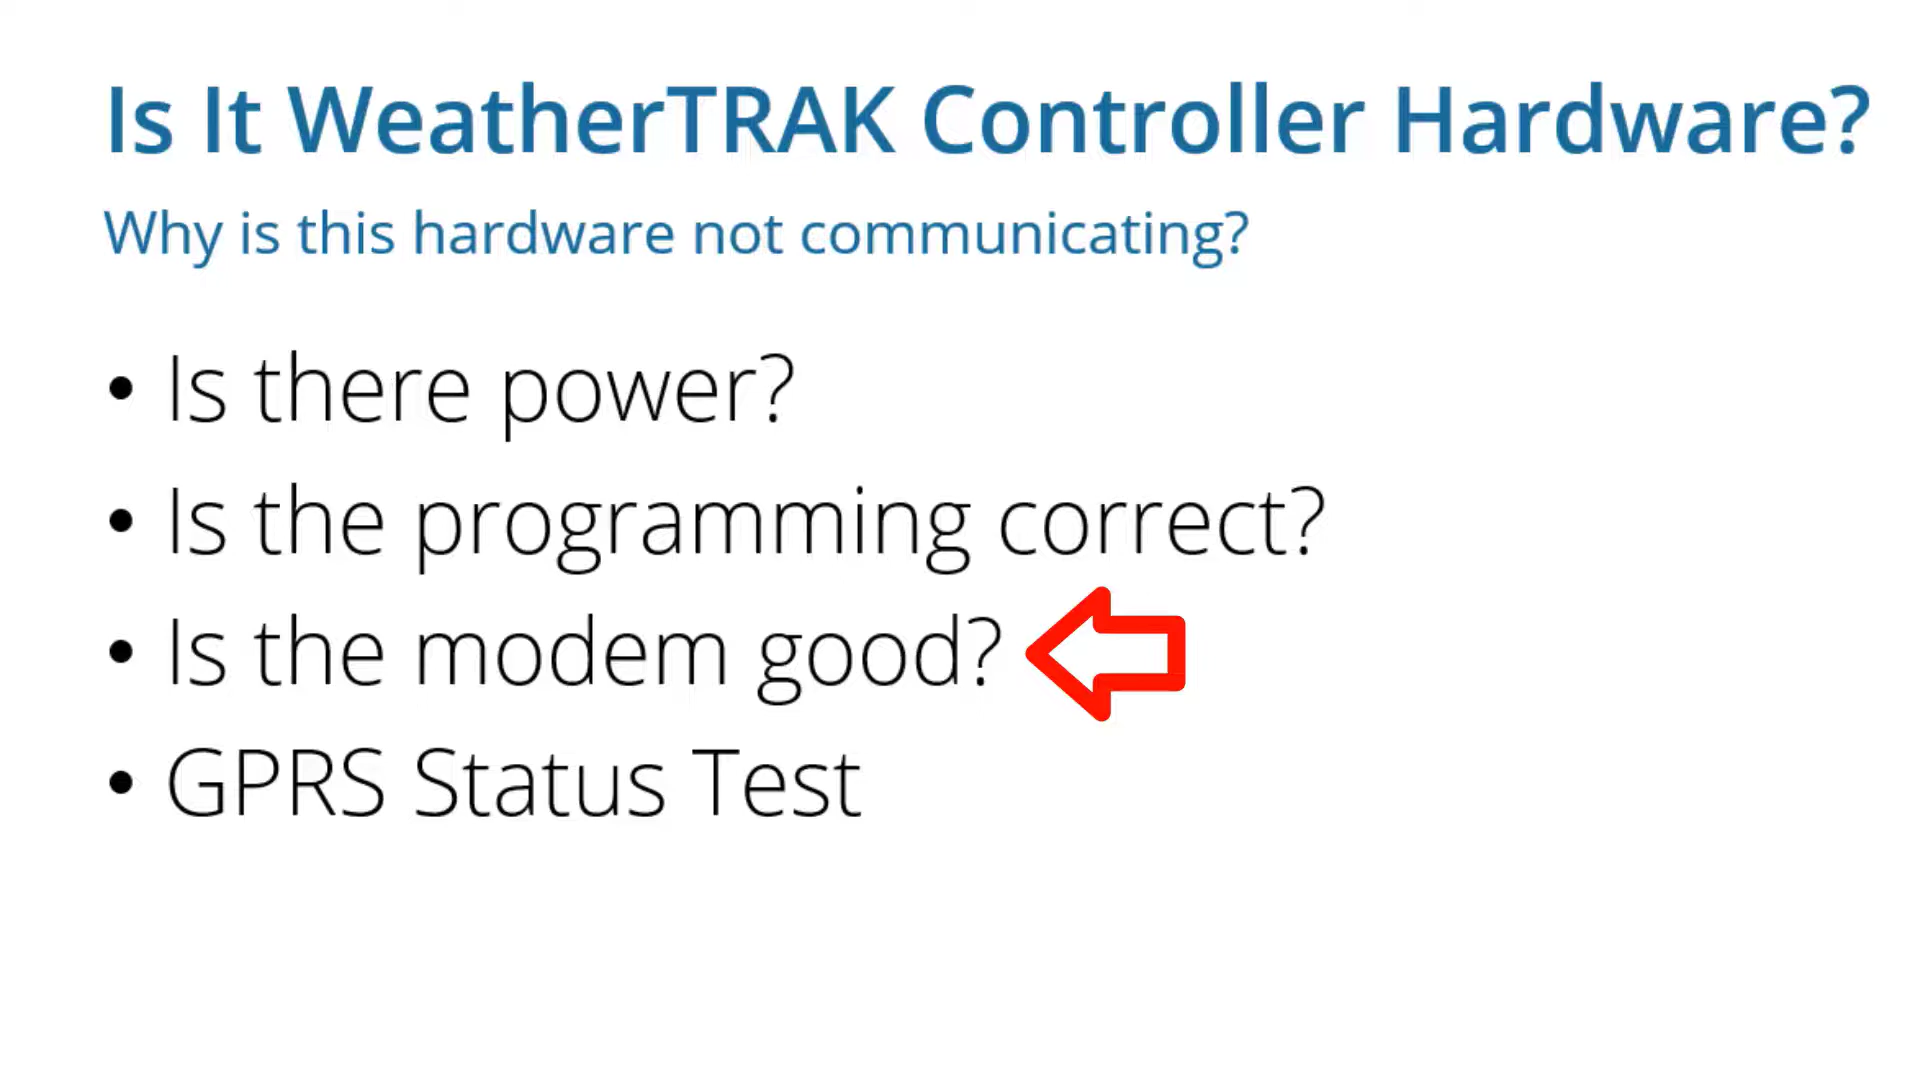 Is It WeatherTRAK Controller Hardware?
Why is this hardware not communicating?
• Is there power?
• Is the programming correct?
• Is the modem good?
• GPRS Status Test